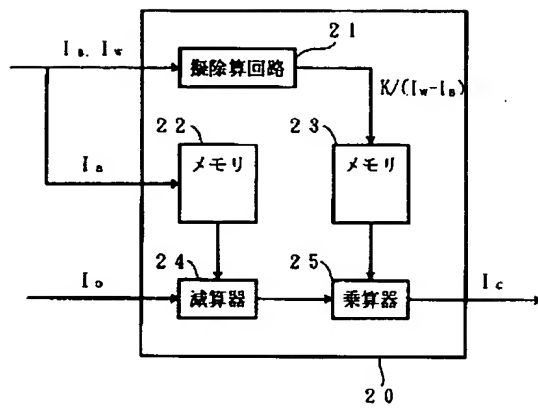 21
I_B, I_W
擬除算回路
K/(I_W-I_B)
22
23
メモリ
メモリ
I_B
24
25
I_o
減算器
乗算器
I_c
20